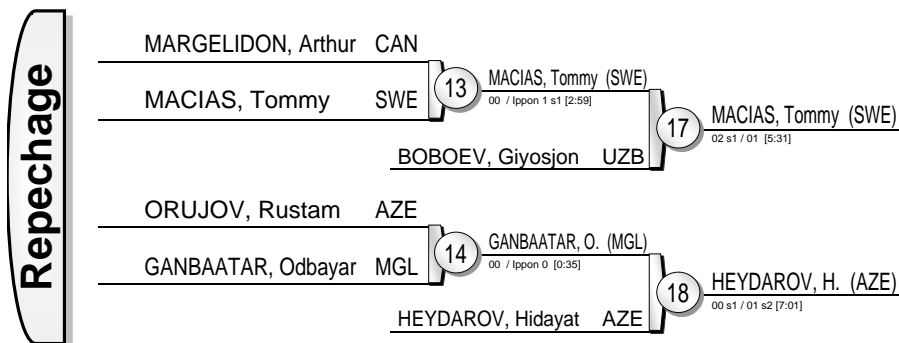 Repechage
MARGELIDON, Arthur CAN
MACIAS, Tommy SWE
13
MACIAS, Tommy (SWE)
00 / Ippon 1 s1 [2:59]
BOBOEV, Giyosjon UZB
17
MACIAS, Tommy (SWE)
02 s1 / 01 [5:31]
ORUJOV, Rustam AZE
GANBAATAR, Odbayar MGL
14
GANBAATAR, O. (MGL)
00 / Ippon 0 [0:35]
HEYDAROV, Hidayat AZE
18
HEYDAROV, H. (AZE)
00 s1 / 01 s2 [7:01]